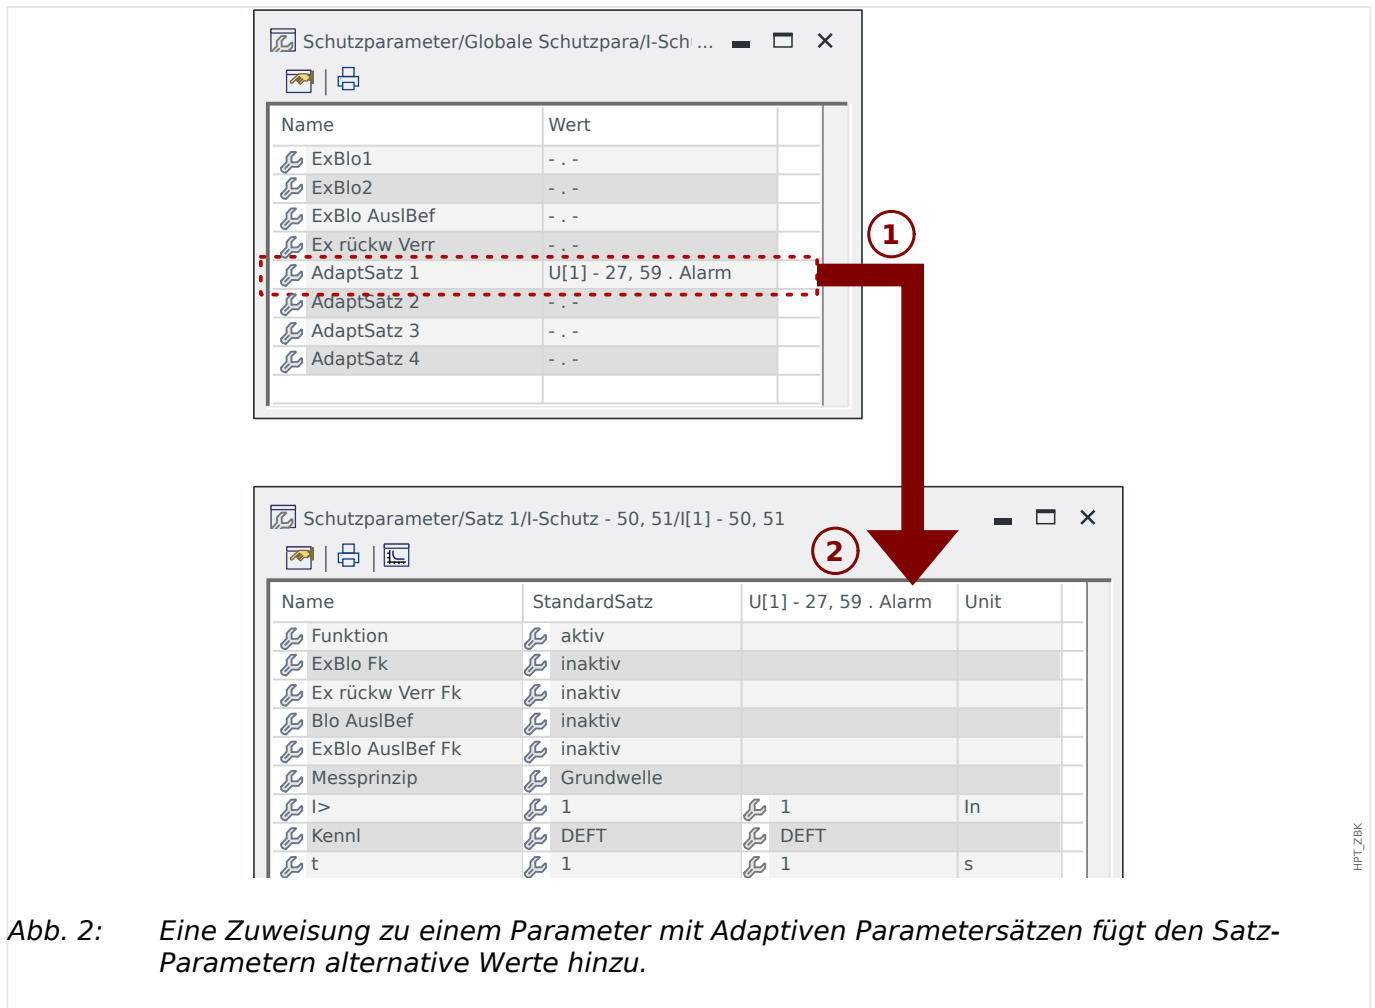 Schutzparameter/Globale Schutzpara/I-Sch ...
Name Wert
ExBlo1 - . -
ExBlo2 - . -
ExBlo AuslBef - . -
Ex rückw Verr - . -
AdaptSatz 1 U[1] - 27, 59 . Alarm
AdaptSatz 2 - . -
AdaptSatz 3 - . -
AdaptSatz 4 - . -
1
Schutzparameter/Satz 1/I-Schutz - 50, 51/I[1] - 50, 51
2
Name StandardSatz U[1] - 27, 59 . Alarm Unit
Funktion aktiv
ExBlo Fk inaktiv
Ex rückw Verr Fk inaktiv
Blo AuslBef inaktiv
ExBlo AuslBef Fk inaktiv
Messprinzip Grundwelle
I> 1 1 In
Kennl DEFT DEFT
t 1 1 s
HPT_ZBK
Abb. 2: Eine Zuweisung zu einem Parameter mit Adaptiven Parametersätzen fügt den Satz-
Parametern alternative Werte hinzu.